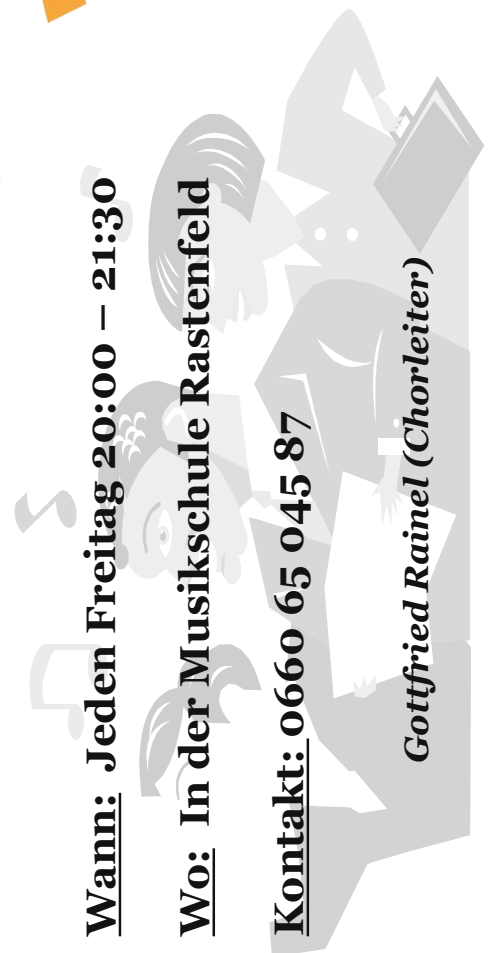 Wann: Jeden Freitag 20:00 – 21:30
Wo: In der Musikschule Rastenfeld
Kontakt: 0660 65 045 87
Gottfried Rainel (Chorleiter)